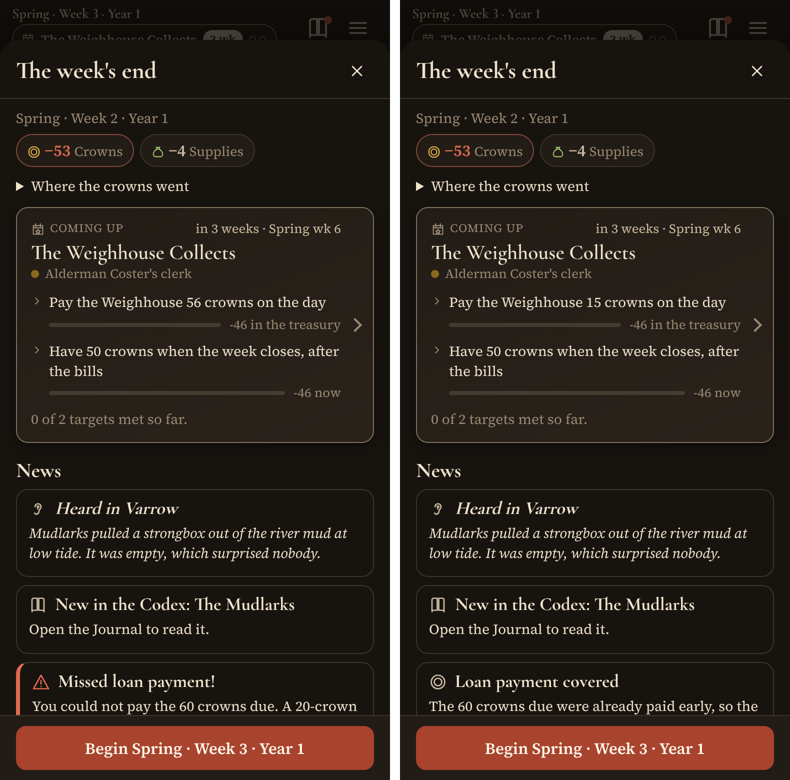 Spring · Week 3 · Year 1
The Weighhouse Collects 3 wk
The week's end
Spring · Week 2 · Year 1
−53 Crowns
−4 Supplies
Where the crowns went
COMING UP
in 3 weeks · Spring wk 6
The Weighhouse Collects
Alderman Coster's clerk
Pay the Weighhouse 56 crowns on the day
-46 in the treasury
Have 50 crowns when the week closes, after
the bills
-46 now
0 of 2 targets met so far.
News
Heard in Varrow
Mudlarks pulled a strongbox out of the river mud at
low tide. It was empty, which surprised nobody.
New in the Codex: The Mudlarks
Open the Journal to read it.
Missed loan payment!
You could not pay the 60 crowns due. A 20-crown
Begin Spring · Week 3 · Year 1
Spring · Week 3 · Year 1
The Weighhouse Collects 3 wk
The week's end
Spring · Week 2 · Year 1
−53 Crowns
−4 Supplies
Where the crowns went
COMING UP
in 3 weeks · Spring wk 6
The Weighhouse Collects
Alderman Coster's clerk
Pay the Weighhouse 15 crowns on the day
-46 in the treasury
Have 50 crowns when the week closes, after
the bills
-46 now
0 of 2 targets met so far.
News
Heard in Varrow
Mudlarks pulled a strongbox out of the river mud at
low tide. It was empty, which surprised nobody.
New in the Codex: The Mudlarks
Open the Journal to read it.
Loan payment covered
The 60 crowns due were already paid early, so the
Begin Spring · Week 3 · Year 1